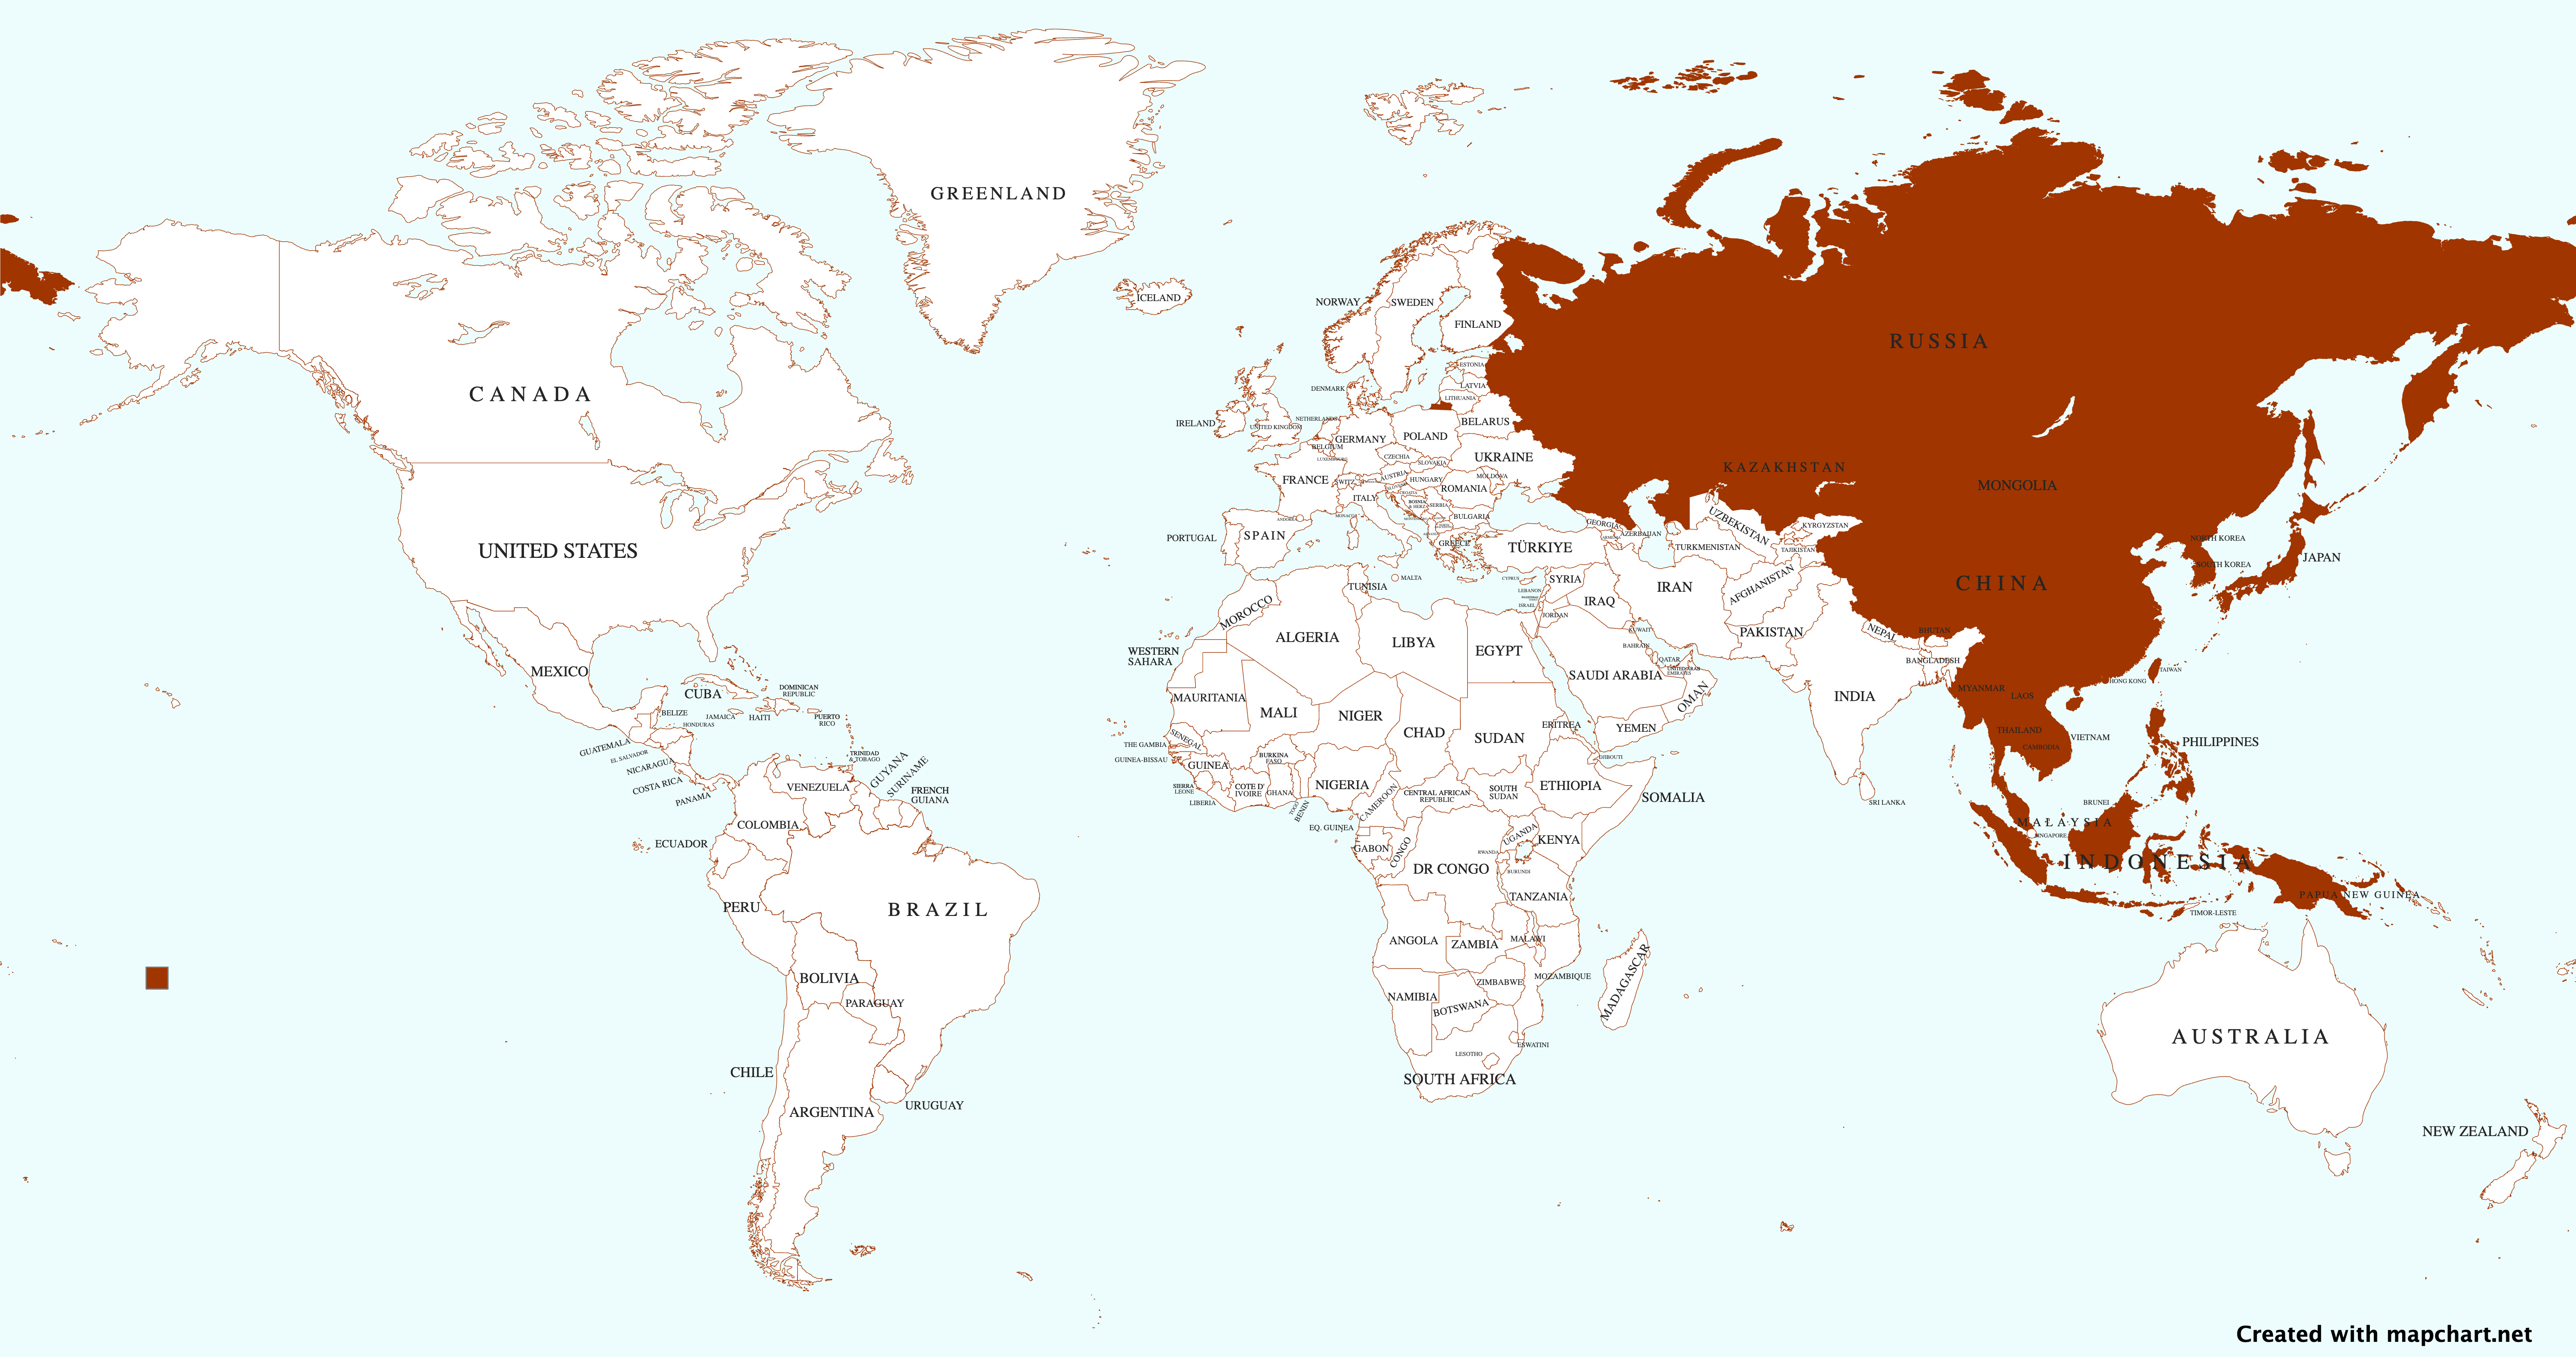 GREENLAND
ICELAND
NORWAY
SWEDEN
FINLAND
RUSSIA
ESTONIA
LATVIA
LITHUANIA
DENMARK
CANADA
IRELAND
UNITED KINGDOM
NETHERLANDS
BELARUS
GERMANY
POLAND
BELGIUM
LUXEMBOURG
CZECHIA
SLOVAKIA
UKRAINE
KAZAKHSTAN
MONGOLIA
FRANCE
SWITZ.
AUSTRIA
HUNGARY
MOLDOVA
ROMANIA
ITALY
CROATIA
BOSNIA
& HERZ.
SERBIA
BULGARIA
MONACO
ANDORRA
GEORGIA
AZERBAIJAN
ARMENIA
UZBEKISTAN
KYRGYZSTAN
PORTUGAL
SPAIN
GREECE
TÜRKIYE
TURKMENISTAN
TAJIKISTAN
NORTH KOREA
SOUTH KOREA
JAPAN
UNITED STATES
CHINA
MALTA
TUNISIA
CYPRUS
SYRIA
LEBANON
ISRAEL
IRAQ
IRAN
AFGHANISTAN
JORDAN
MOROCCO
ALGERIA
LIBYA
EGYPT
KUWAIT
BAHRAIN
QATAR
UNITED ARAB
EMIRATES
PAKISTAN
NEPAL
BHUTAN
BANGLADESH
INDIA
WESTERN
SAHARA
SAUDI ARABIA
OMAN
YEMEN
MYANMAR
LAOS
HONG KONG
TAIWAN
MEXICO
CUBA
DOMINICAN
REPUBLIC
BELIZE
JAMAICA
HAITI
PUERTO
RICO
HONDURAS
GUATEMALA
EL SALVADOR
NICARAGUA
COSTA RICA
PANAMA
TRINIDAD
& TOBAGO
GUYANA
SURINAME
FRENCH
GUIANA
VENEZUELA
COLOMBIA
ECUADOR
MAURITANIA
MALI
NIGER
CHAD
SUDAN
ERITREA
DJIBOUTI
SENEGAL
THE GAMBIA
GUINEA-BISSAU
GUINEA
SIERRA
LEONE
LIBERIA
BURKINA
FASO
COTE D'
IVOIRE
GHANA
TOGO
BENIN
NIGERIA
CAMEROON
CENTRAL AFRICAN
REPUBLIC
SOUTH
SUDAN
ETHIOPIA
SOMALIA
EQ. GUINEA
GABON
CONGO
DR CONGO
UGANDA
KENYA
RWANDA
BURUNDI
TANZANIA
SRI LANKA
THAILAND
VIETNAM
CAMBODIA
PHILIPPINES
BRUNEI
MALAYSIA
SINGAPORE
INDONESIA
PAPUA NEW GUINEA
TIMOR-LESTE
PERU
BRAZIL
BOLIVIA
PARAGUAY
CHILE
ARGENTINA
URUGUAY
ANGOLA
ZAMBIA
MALAWI
MOZAMBIQUE
ZIMBABWE
NAMIBIA
BOTSWANA
MADAGASCAR
ESWATINI
LESOTHO
SOUTH AFRICA
AUSTRALIA
NEW ZEALAND
Created with mapchart.net